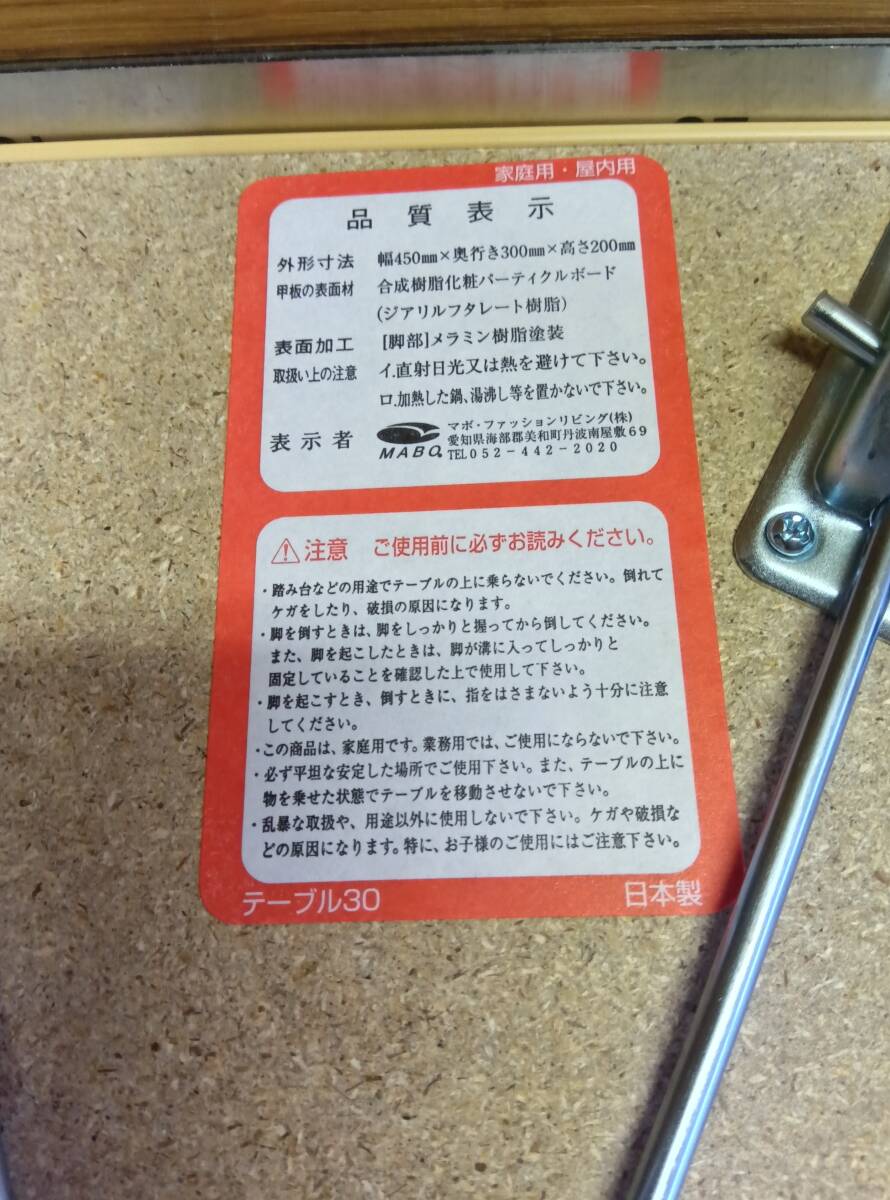 家庭用・屋内用
品質表示
外形寸法 幅450mm×奥行き300mm×高さ200mm
甲板の表面材 合成樹脂化粧パーティクルボード
(ジアリルフタレート樹脂)
表面加工 [脚部]メラミン樹脂塗装
取扱い上の注意 イ.直射日光又は熱を避けて下さい。
ロ.加熱した鍋、湯沸し等を置かないで下さい。
表示者 MABO. マボ・ファッションリビング(株)
愛知県海部郡美和町丹波南屋敷69
TEL052-442-2020
注意 ご使用前に必ずお読みください。
・踏み台などの用途でテーブルの上に乗らないでください。倒れて
ケガをしたり、破損の原因になります。
・脚を倒すときは、脚をしっかりと握ってから倒してください。
また、脚を起こしたときは、脚が溝に入ってしっかりと
固定していることを確認した上で使用して下さい。
・脚を起こすとき、倒すときに、指をはさまないよう十分に注意
してください。
・この商品は、家庭用です。業務用では、ご使用にならないで下さい。
・必ず平坦な安定した場所でご使用下さい。また、テーブルの上に
物を乗せた状態でテーブルを移動させないで下さい。
・乱暴な取扱や、用途以外に使用しないで下さい。ケガや破損な
どの原因になります。特に、お子様のご使用にはご注意下さい。
テーブル30 日本製